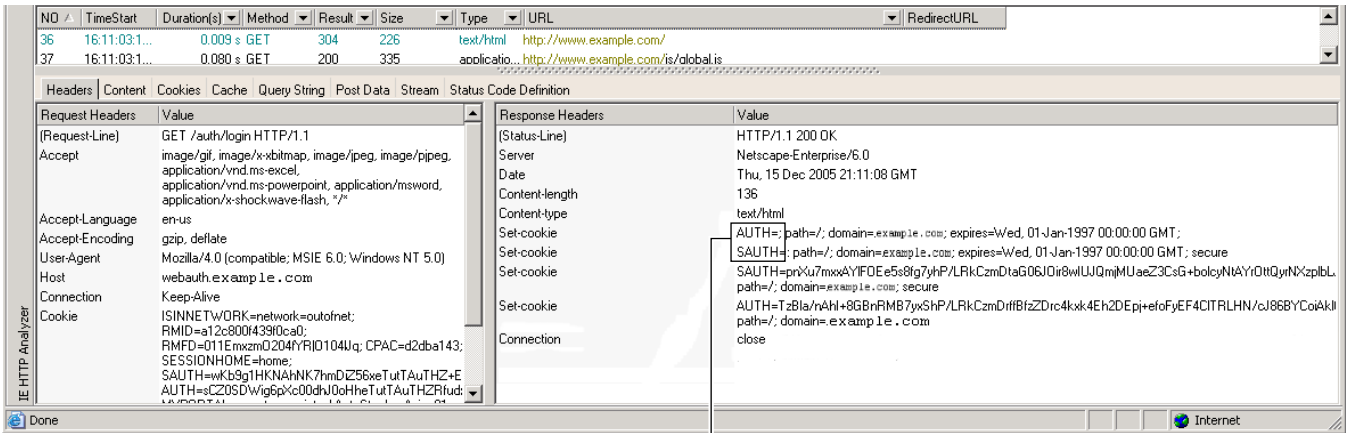 NO TimeStart Duration(s) Method Result Size Type URL RedirectURL
36 16:11:03:1... 0.009 s GET 304 226 text/html http://www.example.com/
37 16:11:03:1... 0.080 s GET 200 335 applicatio... http://www.example.com/js/global.js
Headers Content Cookies Cache Query String Post Data Stream Status Code Definition
Request Headers Value
(Request-Line) GET /auth/login HTTP/1.1
Accept image/gif, image/x-xbitmap, image/jpeg, image/pjpeg,
application/vnd.ms-excel,
application/vnd.ms-powerpoint, application/msword,
application/x-shockwave-flash, */*
Accept-Language en-us
Accept-Encoding gzip, deflate
User-Agent Mozilla/4.0 (compatible; MSIE 6.0; Windows NT 5.0)
Host webauth.example.com
Connection Keep-Alive
Cookie ISINNETWORK=network=outofnet;
RMID=a12c800f439f0ca0;
SESSIONHOME=home;
Response Headers Value
(Status-Line) HTTP/1.1 200 OK
Server Netscape-Enterprise/6.0
Date Thu, 15 Dec 2005 21:11:08 GMT
Content-length 136
Content-type text/html
Set-cookie AUTH=; path=/; domain=.example.com; expires=Wed, 01-Jan-1997 00:00:00 GMT;
Set-cookie SAUTH=; path=/; domain=example.com; expires=Wed, 01-Jan-1997 00:00:00 GMT; secure
Set-cookie
path=/; domain=example.com; secure
Set-cookie
path=/; domain=.example.com
Connection close
IE HTTP Analyzer
Done Internet